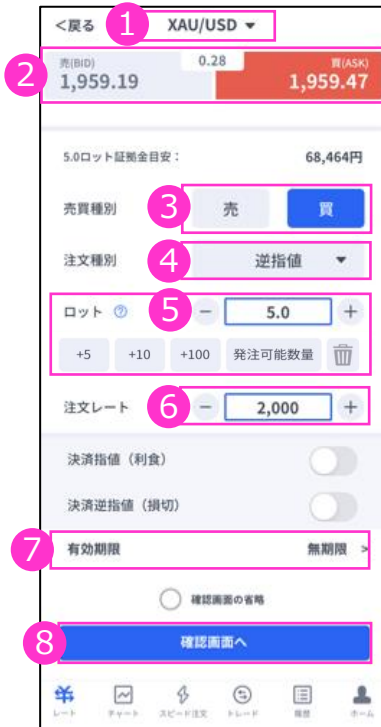 <戻る 1 XAU/USD ▼
2 売(BID) 0.28 買(ASK)
1,959.19 1,959.47
5.0ロット証拠金目安： 68,464円
売買種別 3 売 買
注文種別 4 逆指値 ▼
ロット ? 5 − 5.0 +
+5 +10 +100 発注可能数量
注文レート 6 − 2,000 +
決済指値（利食）
決済逆指値（損切）
7 有効期限 無期限 >
確認画面の省略
8 確認画面へ
レート チャート スピード注文 トレード 履歴 ホーム